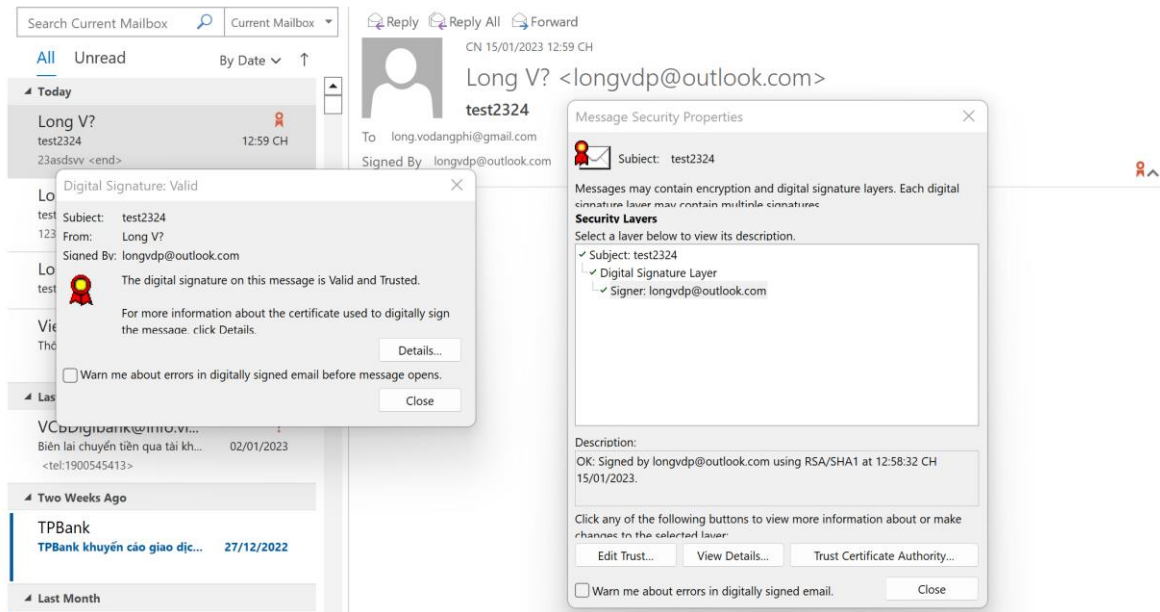 Search Current Mailbox
Current Mailbox
All Unread
By Date
Today
Long V?
test2324 12:59 CH
23asdsvv <end>
Lo
test
123
Lo
test
Vie
Thô
Las
VCBDigibank@info.vi...
Biên lai chuyển tiền qua tài kh... 02/01/2023
<tel:1900545413>
Two Weeks Ago
TPBank
TPBank khuyến cáo giao dịc... 27/12/2022
Last Month
Digital Signature: Valid
Subject: test2324
From: Long V?
Signed By: longvdp@outlook.com
The digital signature on this message is Valid and Trusted.
For more information about the certificate used to digitally sign
the message, click Details.
Details...
Warn me about errors in digitally signed email before message opens.
Close
Reply Reply All Forward
CN 15/01/2023 12:59 CH
Long V? <longvdp@outlook.com>
test2324
To long.vodangphi@gmail.com
Signed By longvdp@outlook.com
Message Security Properties
Subject: test2324
Messages may contain encryption and digital signature layers. Each digital
signature layer may contain multiple signatures.
Security Layers
Select a layer below to view its description.
Subject: test2324
Digital Signature Layer
Signer: longvdp@outlook.com
Description:
OK: Signed by longvdp@outlook.com using RSA/SHA1 at 12:58:32 CH
15/01/2023.
Click any of the following buttons to view more information about or make
changes to the selected layer:
Edit Trust... View Details... Trust Certificate Authority...
Warn me about errors in digitally signed email.
Close